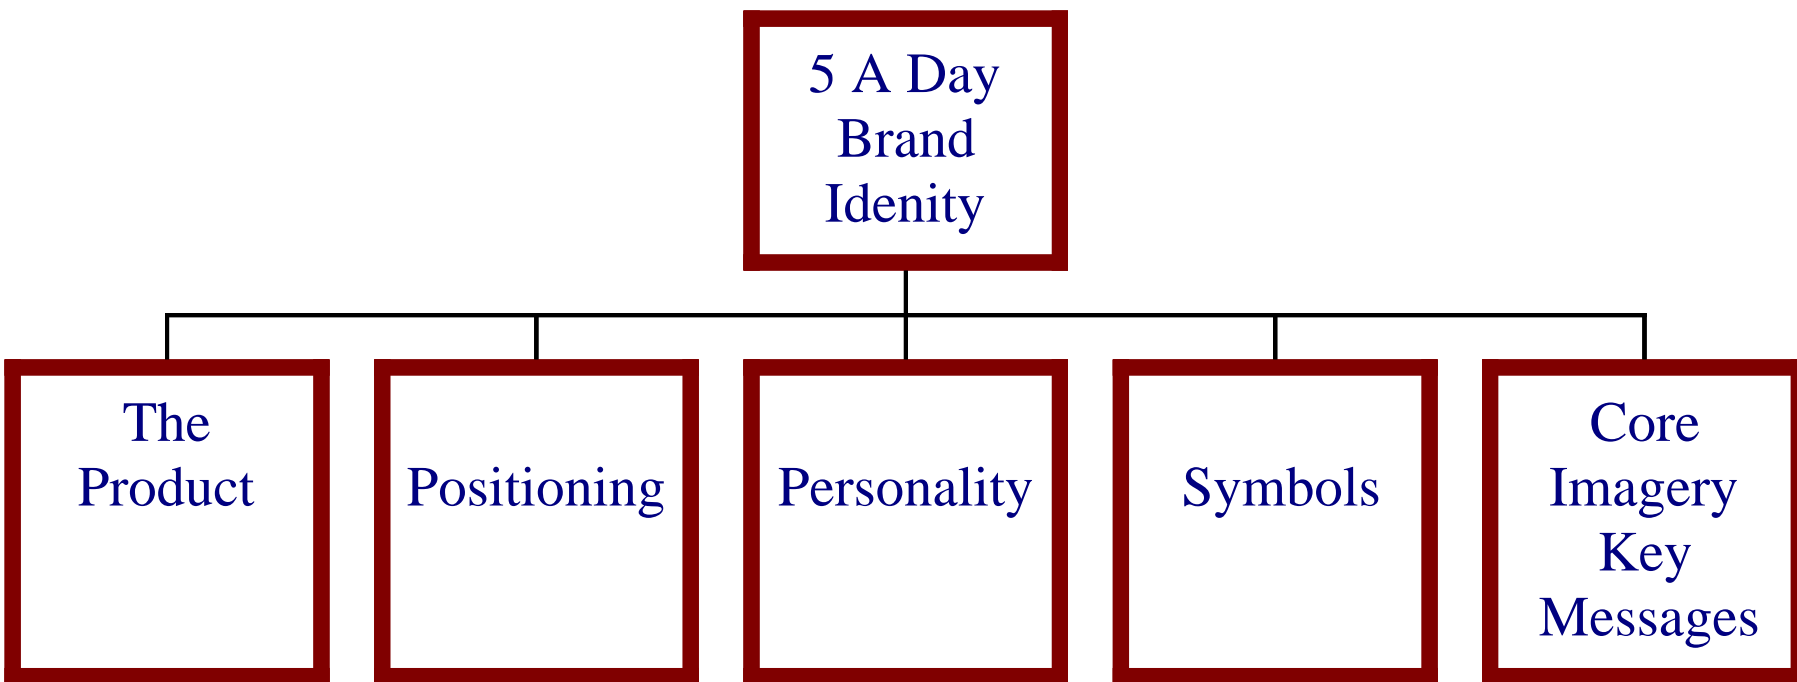 5 A Day
Brand
Idenity
The
Product
Positioning
Personality
Symbols
Core
Imagery
Key
Messages